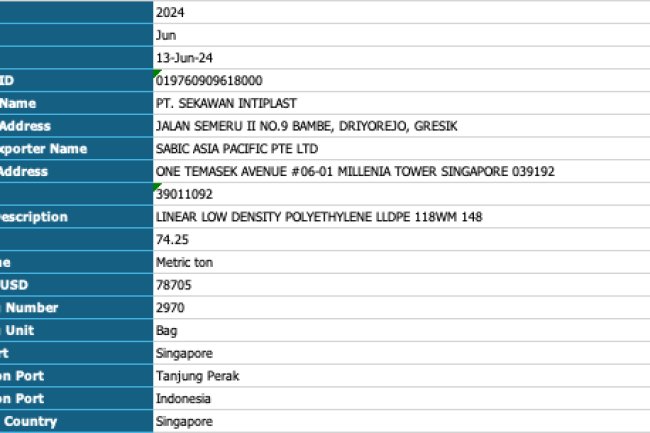 2024
Jun
13-Jun-24
ID 019760909618000
Name PT. SEKAWAN INTIPLAST
Address JALAN SEMERU II NO.9 BAMBE, DRIYOREJO, GRESIK
xporter Name SABIC ASIA PACIFIC PTE LTD
Address ONE TEMASEK AVENUE #06-01 MILLENIA TOWER SINGAPORE 039192
39011092
escription LINEAR LOW DENSITY POLYETHYLENE LLDPE 118WM 148
74.25
e Metric ton
USD 78705
Number 2970
Unit Bag
rt Singapore
on Port Tanjung Perak
on Port Indonesia
Country Singapore